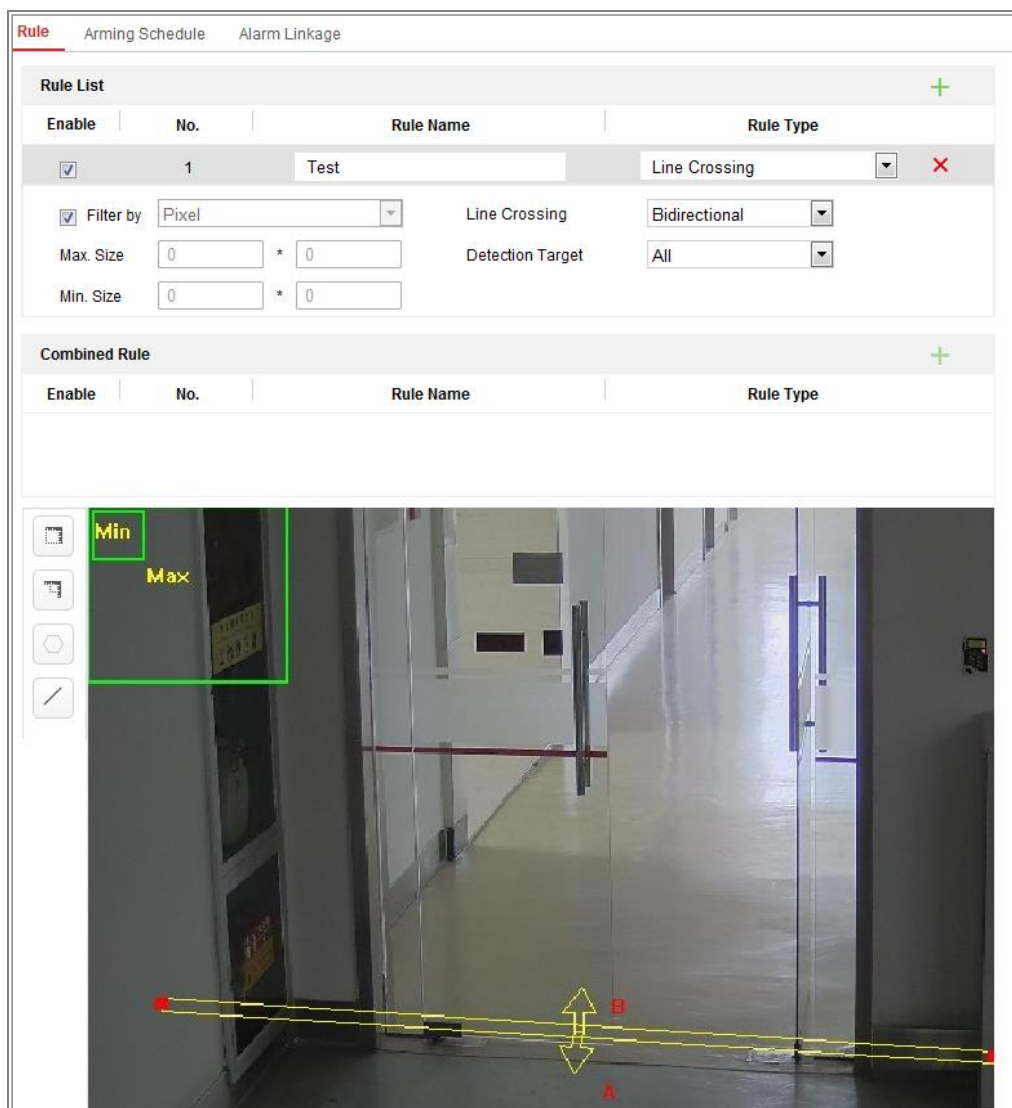 Rule Arming Schedule Alarm Linkage
Rule List +
Enable No. Rule Name Rule Type
1 Test Line Crossing
Filter by Pixel Line Crossing Bidirectional
Max. Size 0 * 0 Detection Target All
Min. Size 0 * 0
Combined Rule +
Enable No. Rule Name Rule Type
Min
Max
B
A